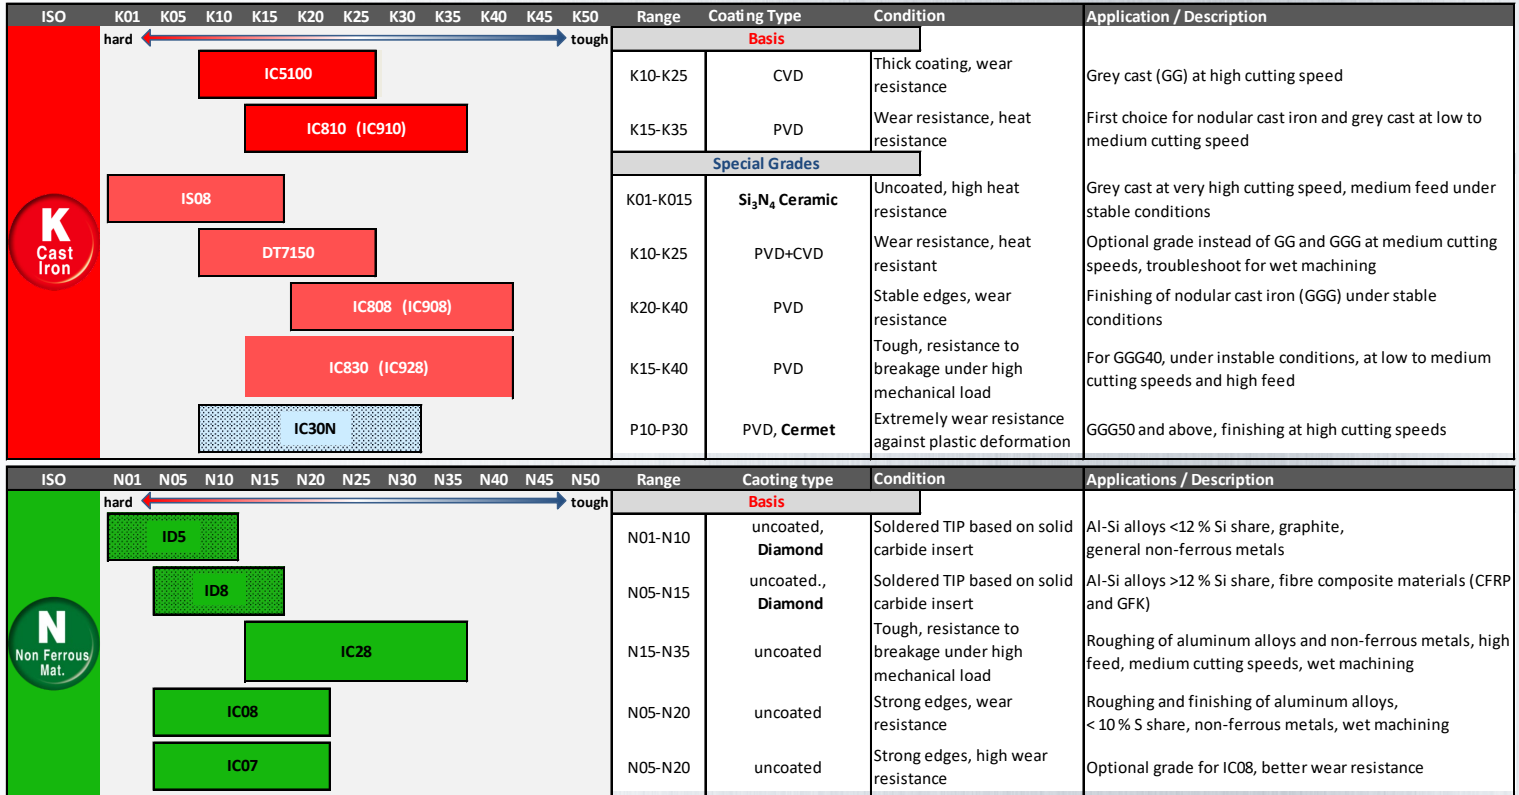 ISO K01 K05 K10 K15 K20 K25 K30 K35 K40 K45 K50 Range Coating Type Condition Application / Description
hard tough Basis
IC5100 K10-K25 CVD Thick coating, wear
resistance Grey cast (GG) at high cutting speed
IC810 (IC910) K15-K35 PVD Wear resistance, heat
resistance First choice for nodular cast iron and grey cast at low to
medium cutting speed
Special Grades
K
Cast
Iron
IS08 K01-K015 Si₃N₄ Ceramic Uncoated, high heat
resistance Grey cast at very high cutting speed, medium feed under
stable conditions
DT7150 K10-K25 PVD+CVD Wear resistance, heat
resistant Optional grade instead of GG and GGG at medium cutting
speeds, troubleshoot for wet machining
IC808 (IC908) K20-K40 PVD Stable edges, wear
resistance Finishing of nodular cast iron (GGG) under stable
conditions
IC830 (IC928) K15-K40 PVD Tough, resistance to
breakage under high
mechanical load For GGG40, under instable conditions, at low to medium
cutting speeds and high feed
IC30N P10-P30 PVD, Cermet Extremely wear resistance
against plastic deformation GGG50 and above, finishing at high cutting speeds
ISO N01 N05 N10 N15 N20 N25 N30 N35 N40 N45 N50 Range Caoting type Condition Applications / Description
hard tough Basis
ID5 N01-N10 uncoated,
Diamond Soldered TIP based on solid
carbide insert Al-Si alloys <12 % Si share, graphite,
general non-ferrous metals
ID8 N05-N15 uncoated.,
Diamond Soldered TIP based on solid
carbide insert Al-Si alloys >12 % Si share, fibre composite materials (CFRP
and GFK)
N
Non Ferrous
Mat.
IC28 N15-N35 uncoated Tough, resistance to
breakage under high
mechanical load Roughing of aluminum alloys and non-ferrous metals, high
feed, medium cutting speeds, wet machining
IC08 N05-N20 uncoated Strong edges, wear
resistance Roughing and finishing of aluminum alloys,
< 10 % S share, non-ferrous metals, wet machining
IC07 N05-N20 uncoated Strong edges, high wear
resistance Optional grade for IC08, better wear resistance